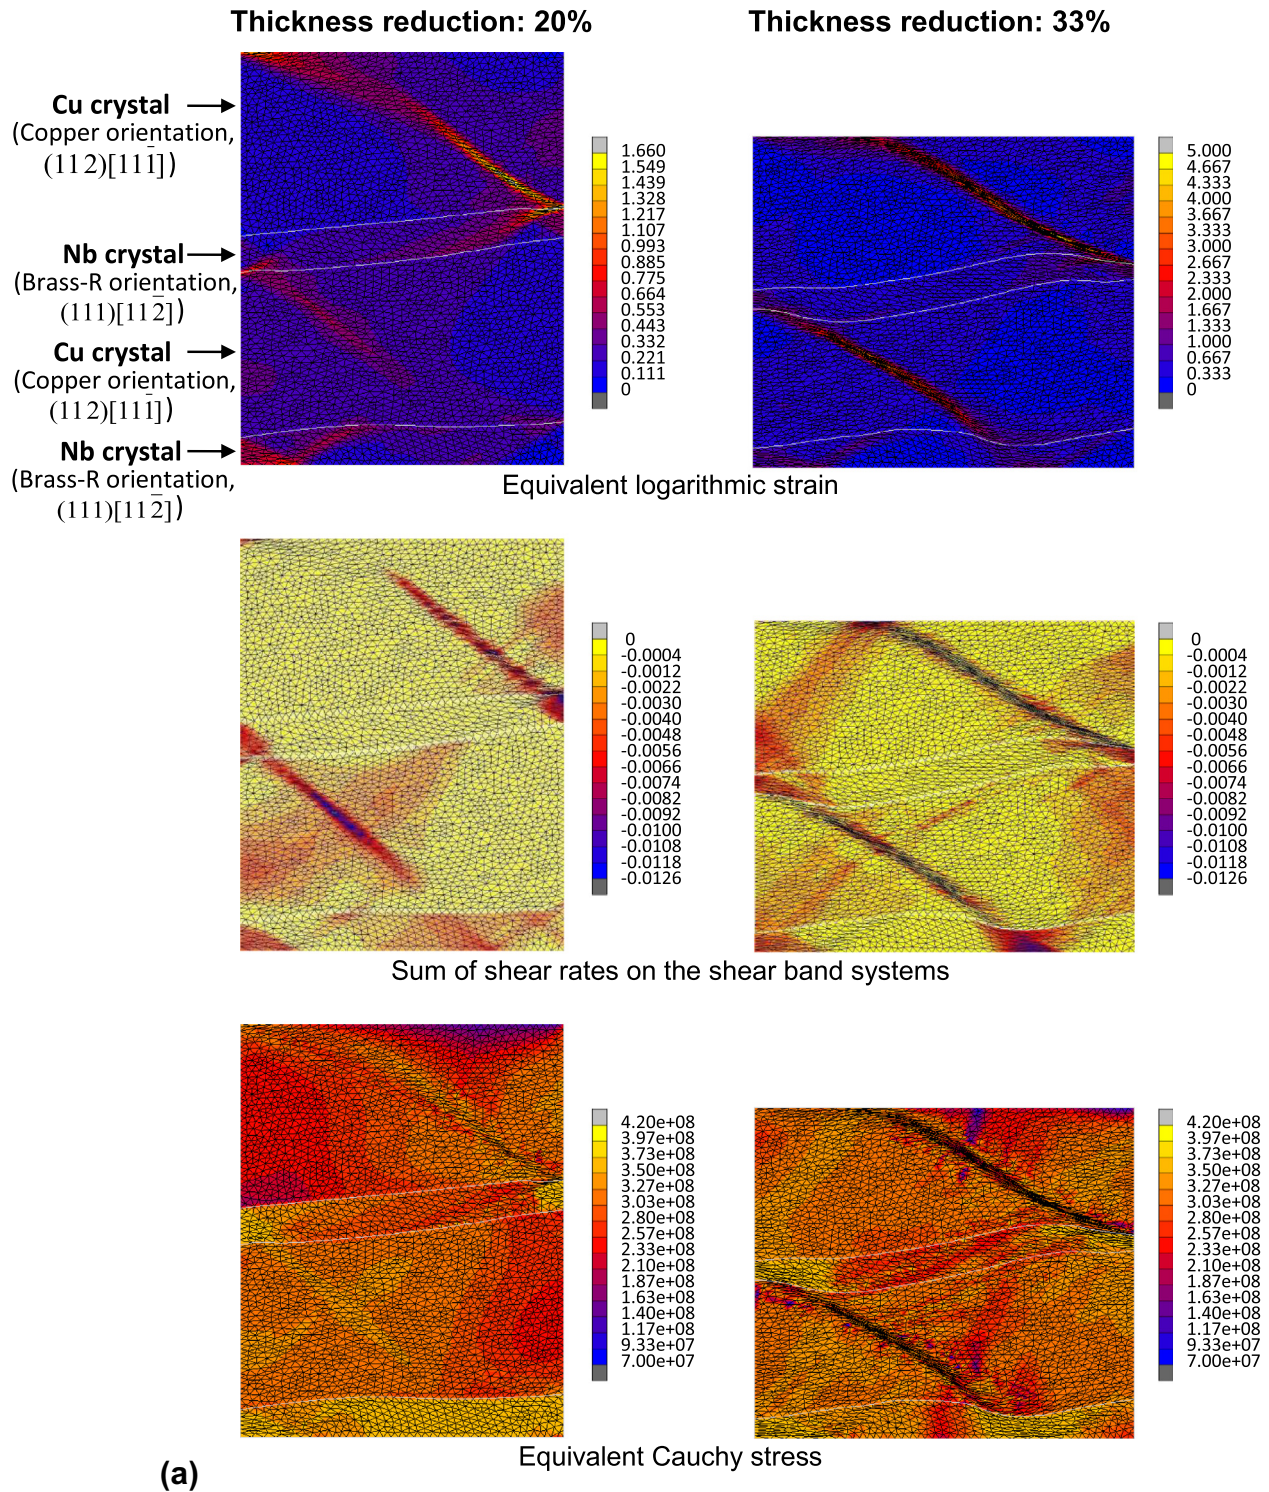 Thickness reduction: 20%
Thickness reduction: 33%
Cu crystal
(Copper orientation,
(112)[111̄])
Nb crystal
(Brass-R orientation,
(111)[112̄])
Cu crystal
(Copper orientation,
(112)[111̄])
Nb crystal
(Brass-R orientation,
(111)[112̄])
1.660
1.549
1.439
1.328
1.217
1.107
0.993
0.885
0.775
0.664
0.553
0.443
0.332
0.221
0.111
0
5.000
4.667
4.333
4.000
3.667
3.333
3.000
2.667
2.333
2.000
1.667
1.333
1.000
0.667
0.333
0
Equivalent logarithmic strain
0
-0.0004
-0.0012
-0.0022
-0.0030
-0.0040
-0.0048
-0.0056
-0.0066
-0.0074
-0.0082
-0.0092
-0.0100
-0.0108
-0.0118
-0.0126
0
-0.0004
-0.0012
-0.0022
-0.0030
-0.0040
-0.0048
-0.0056
-0.0066
-0.0074
-0.0082
-0.0092
-0.0100
-0.0108
-0.0118
-0.0126
Sum of shear rates on the shear band systems
4.20e+08
3.97e+08
3.73e+08
3.50e+08
3.27e+08
3.03e+08
2.80e+08
2.57e+08
2.33e+08
2.10e+08
1.87e+08
1.63e+08
1.40e+08
1.17e+08
9.33e+07
7.00e+07
4.20e+08
3.97e+08
3.73e+08
3.50e+08
3.27e+08
3.03e+08
2.80e+08
2.57e+08
2.33e+08
2.10e+08
1.87e+08
1.63e+08
1.40e+08
1.17e+08
9.33e+07
7.00e+07
Equivalent Cauchy stress
(a)